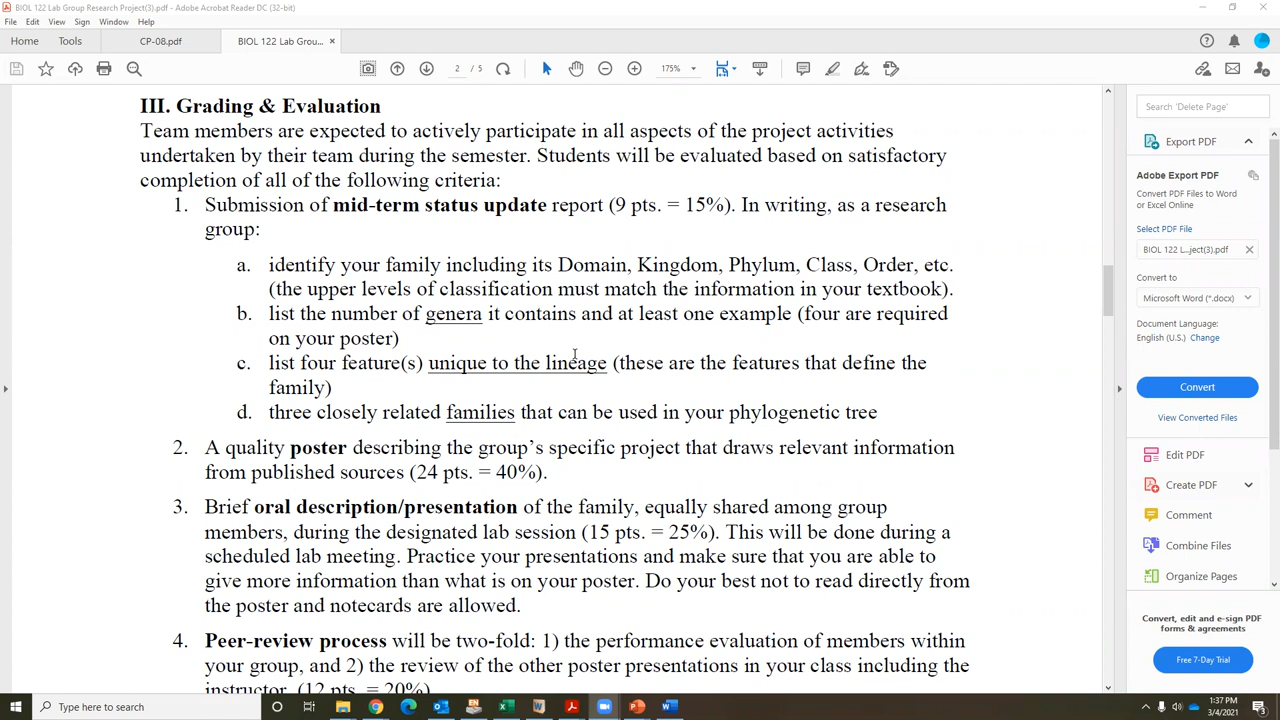 BIOL 122 Lab Group Research Project(3).pdf - Adobe Acrobat Reader DC (32-bit)
File Edit View Sign Window Help
Home Tools CP-08.pdf BIOL 122 Lab Grou... ×
2 / 5 175%
III. Grading & Evaluation
Team members are expected to actively participate in all aspects of the project activities
undertaken by their team during the semester. Students will be evaluated based on satisfactory
completion of all of the following criteria:
1. Submission of mid-term status update report (9 pts. = 15%). In writing, as a research
group:
a. identify your family including its Domain, Kingdom, Phylum, Class, Order, etc.
(the upper levels of classification must match the information in your textbook).
b. list the number of genera it contains and at least one example (four are required
on your poster)
c. list four feature(s) unique to the lineage (these are the features that define the
family)
d. three closely related families that can be used in your phylogenetic tree
2. A quality poster describing the group's specific project that draws relevant information
from published sources (24 pts. = 40%).
3. Brief oral description/presentation of the family, equally shared among group
members, during the designated lab session (15 pts. = 25%). This will be done during a
scheduled lab meeting. Practice your presentations and make sure that you are able to
give more information than what is on your poster. Do your best not to read directly from
the poster and notecards are allowed.
4. Peer-review process will be two-fold: 1) the performance evaluation of members within
your group, and 2) the review of the other poster presentations in your class including the
instructor. (12 pts. = 20%)
Search 'Delete Page'
Export PDF
Adobe Export PDF
Convert PDF Files to Word
or Excel Online
Select PDF File
BIOL 122 L...ject(3).pdf
Convert to
Microsoft Word (*.docx)
Document Language:
English (U.S.) Change
Convert
View Converted Files
Edit PDF
Create PDF
Comment
Combine Files
Organize Pages
Convert, edit and e-sign PDF
forms & agreements
Free 7-Day Trial
Type here to search
1:37 PM
3/4/2021